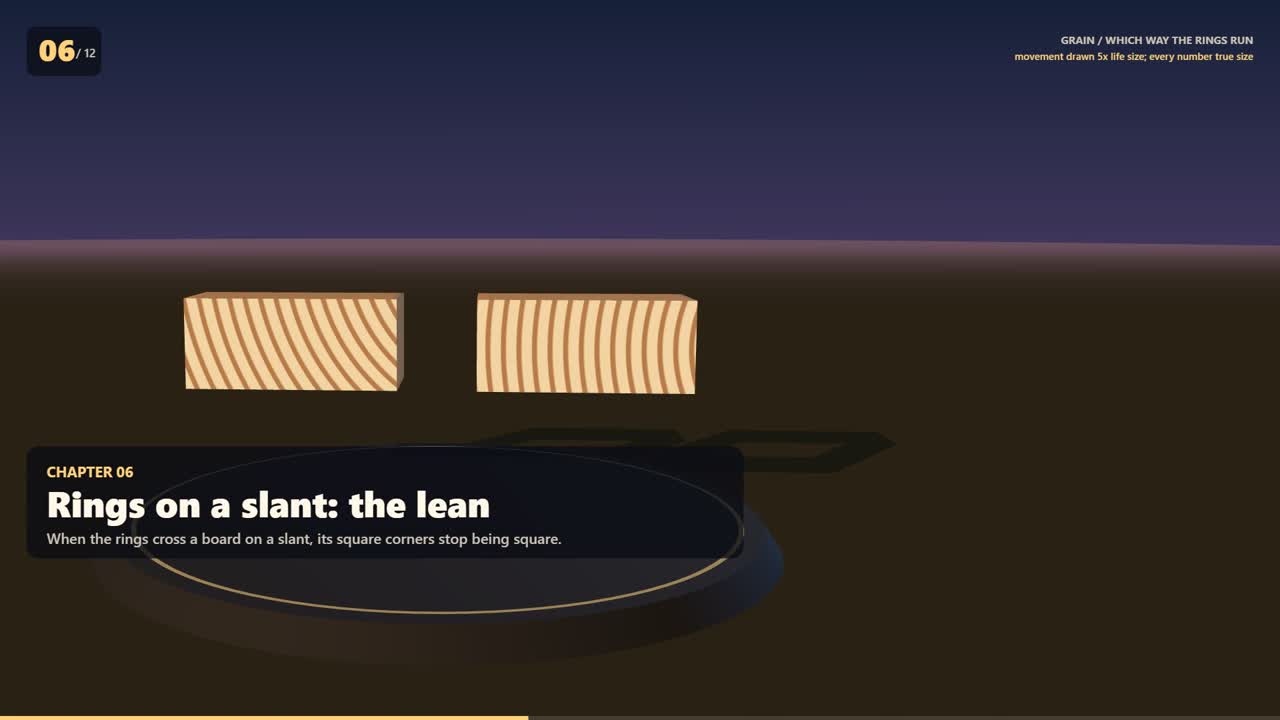 06 / 12
GRAIN / WHICH WAY THE RINGS RUN
movement drawn 5x life size; every number true size
CHAPTER 06
Rings on a slant: the lean
When the rings cross a board on a slant, its square corners stop being square.